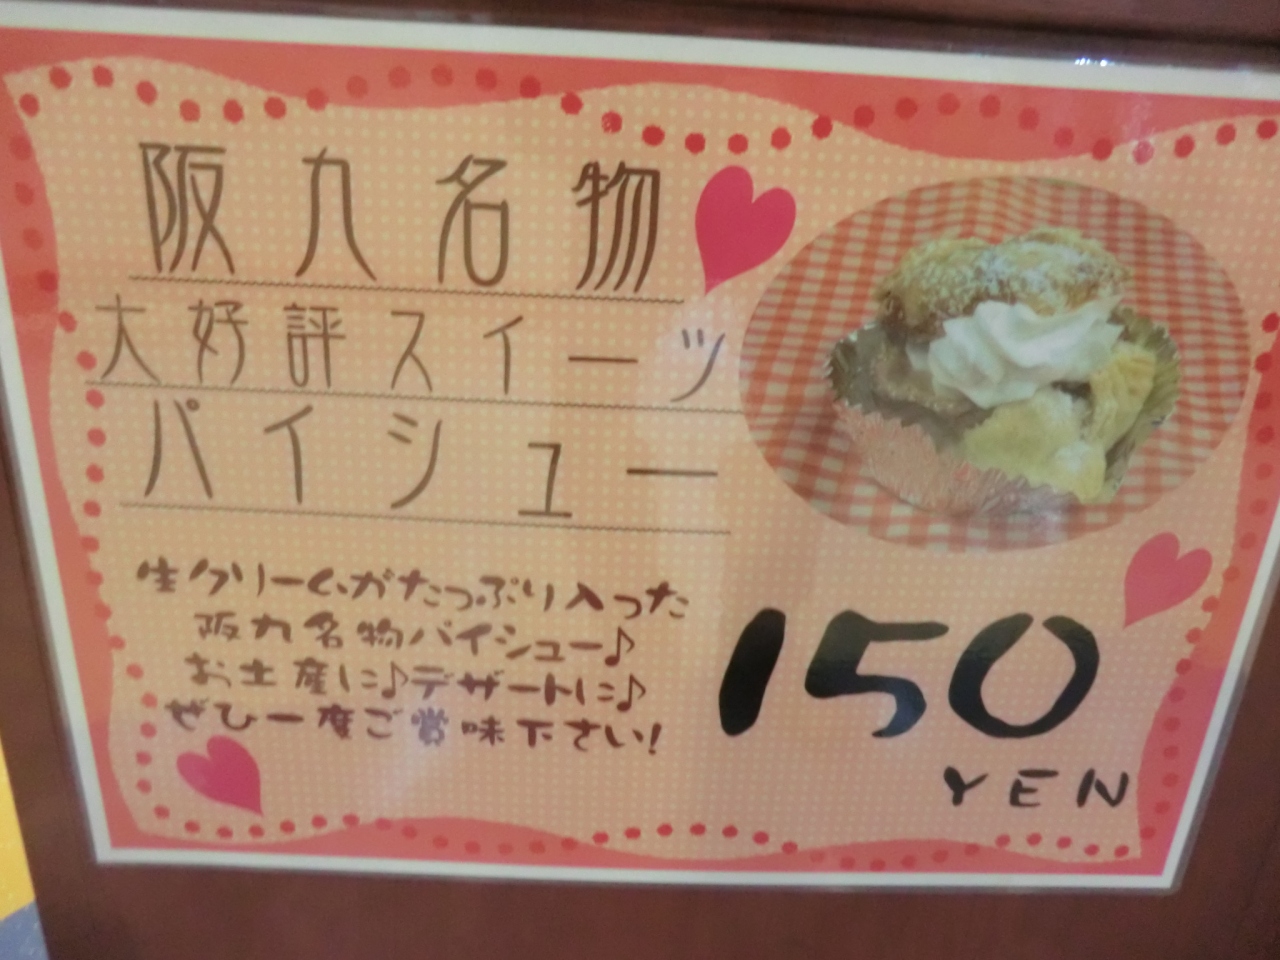 阪九名物
大好評スイーツ
パイシュー
生クリームがたっぷり入った
阪九名物パイシュー♪
お土産に♪デザートに♪
ぜひ一度ご賞味下さい!
150
YEN